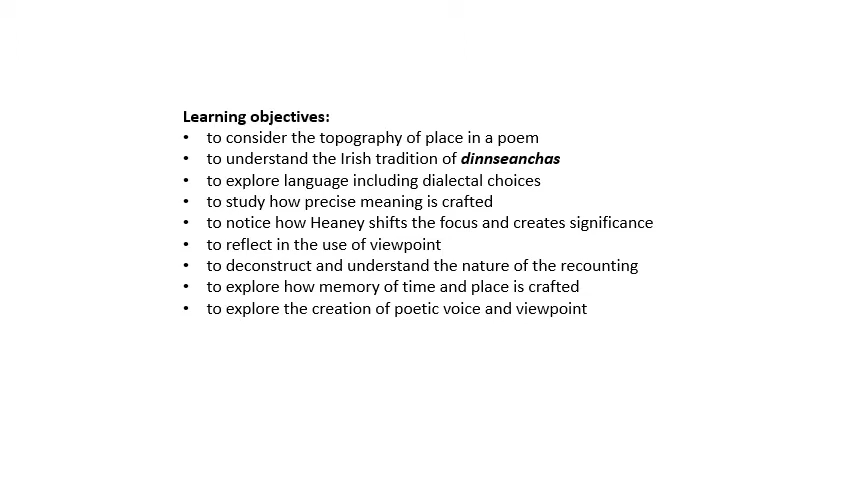 Learning objectives:
• to consider the topography of place in a poem
• to understand the Irish tradition of dinnseanchas
• to explore language including dialectal choices
• to study how precise meaning is crafted
• to notice how Heaney shifts the focus and creates significance
• to reflect in the use of viewpoint
• to deconstruct and understand the nature of the recounting
• to explore how memory of time and place is crafted
• to explore the creation of poetic voice and viewpoint